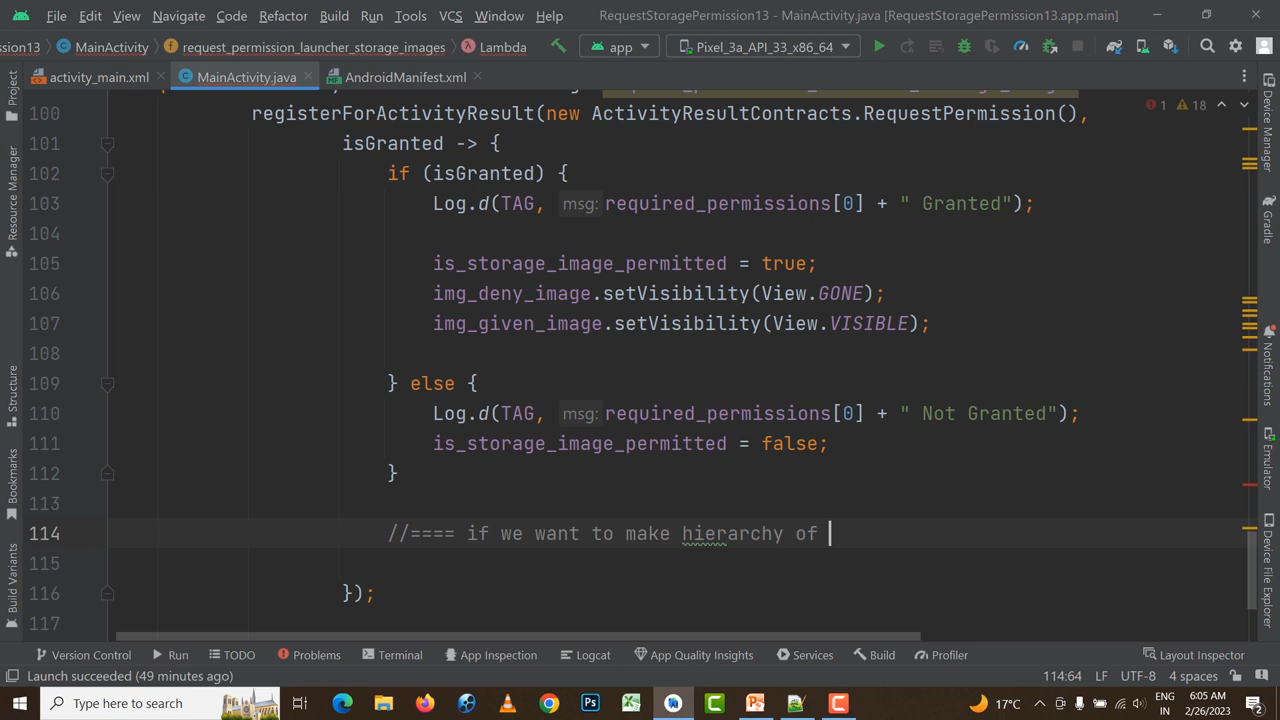 File Edit View Navigate Code Refactor Build Run Tools VCS Window Help RequestStoragePermission13 - MainActivity.java [RequestStoragePermission13.app.main]
ssion13 MainActivity request_permission_launcher_storage_images Lambda app Pixel_3a_API_33_x86_64
activity_main.xml MainActivity.java AndroidManifest.xml
1 18
100 registerForActivityResult(new ActivityResultContracts.RequestPermission(),
101 isGranted -> {
102 if (isGranted) {
103 Log.d(TAG, msg: required_permissions[0] + " Granted");
104
105 is_storage_image_permitted = true;
106 img_deny_image.setVisibility(View.GONE);
107 img_given_image.setVisibility(View.VISIBLE);
108
109 } else {
110 Log.d(TAG, msg: required_permissions[0] + " Not Granted");
111 is_storage_image_permitted = false;
112 }
113
114 //==== if we want to make hierarchy of
115
116 });
117
Project
Resource Manager
Structure
Bookmarks
Build Variants
Device Manager
Gradle
Notifications
Emulator
Device File Explorer
Version Control Run TODO Problems Terminal App Inspection Logcat App Quality Insights Services Build Profiler Layout Inspector
Launch succeeded (49 minutes ago) 114:64 LF UTF-8 4 spaces
Type here to search 17°C ENG 6:05 AM
IN 2/26/2023 2